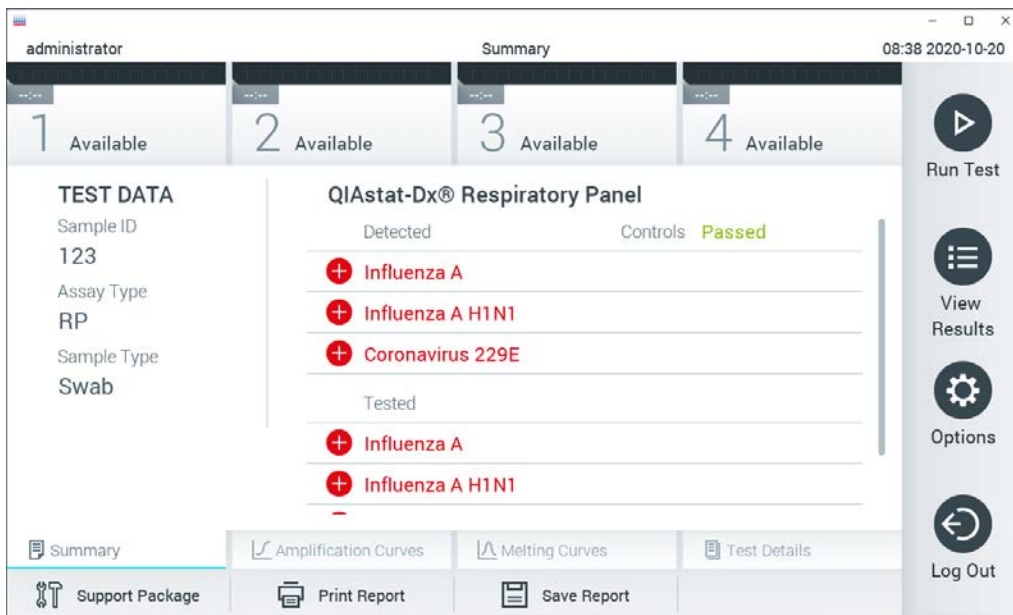 administrator Summary 08:38 2020-10-20
--:-- --:-- --:-- --:--
1 Available 2 Available 3 Available 4 Available
Run Test
TEST DATA
Sample ID
123
Assay Type
RP
Sample Type
Swab
QIAstat-Dx® Respiratory Panel
Detected Controls Passed
Influenza A
Influenza A H1N1
Coronavirus 229E
Tested
Influenza A
Influenza A H1N1
View
Results
Options
Log Out
Summary Amplification Curves Melting Curves Test Details
Support Package Print Report Save Report